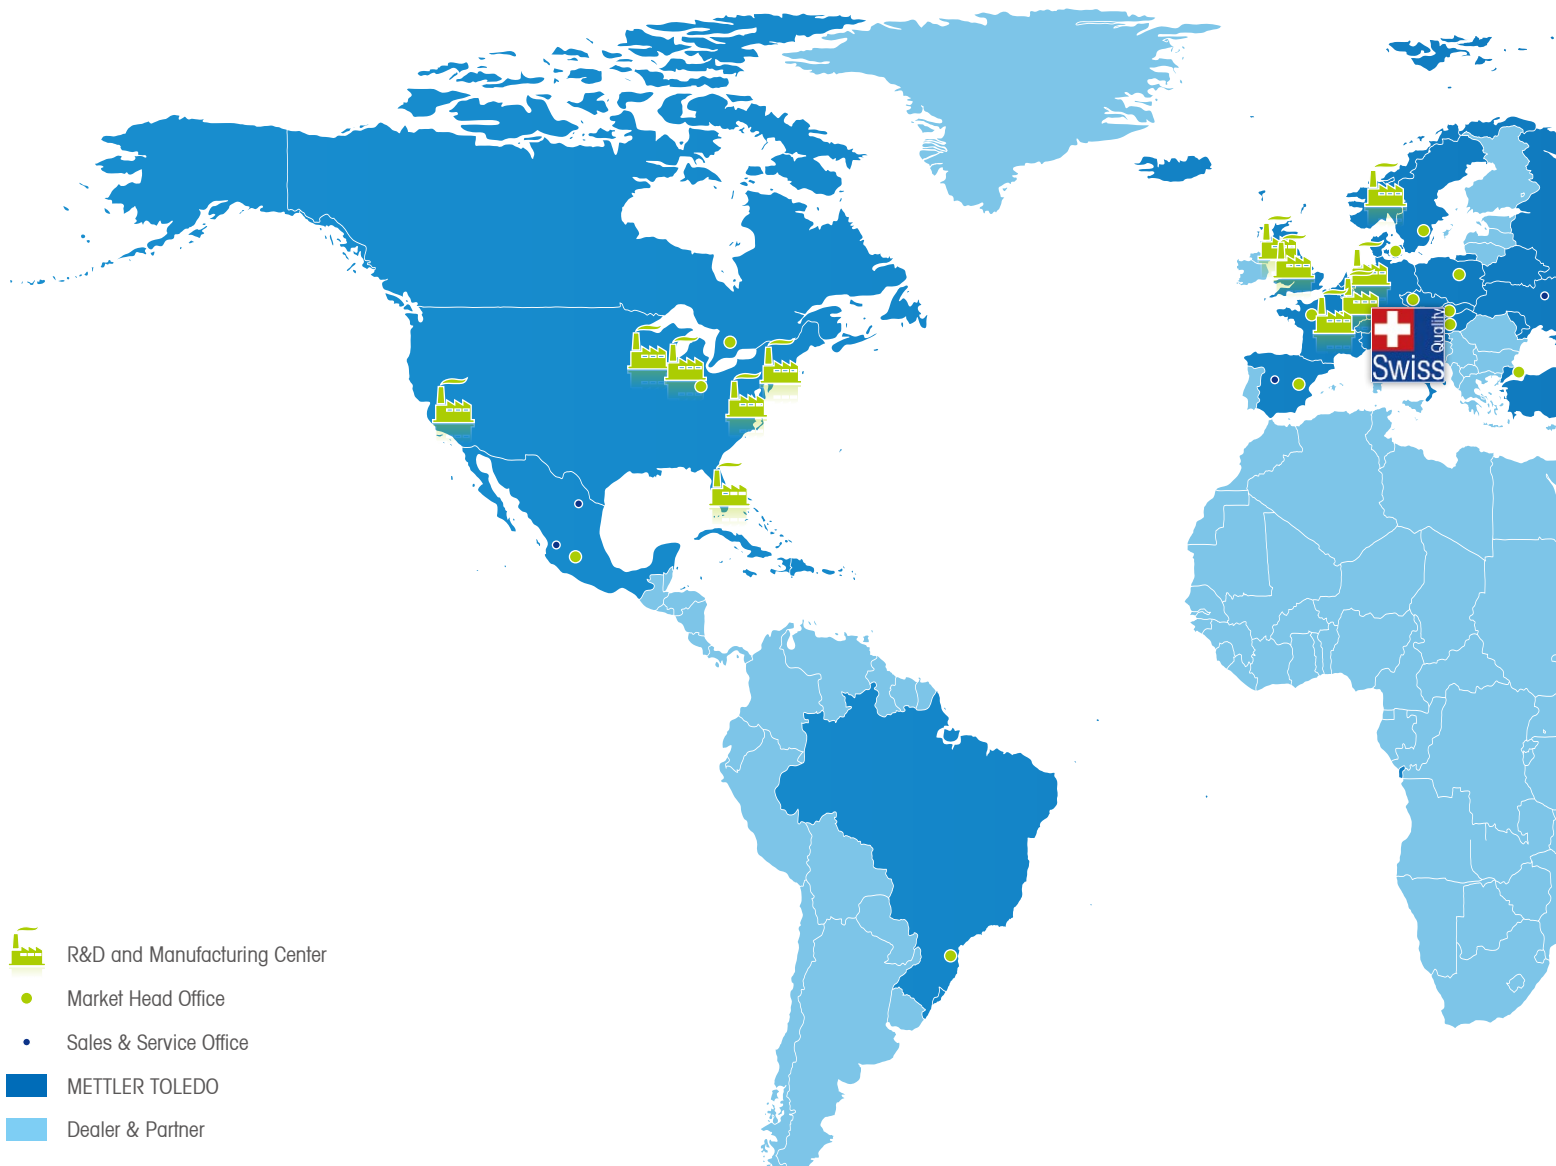 Quality
Swiss
R&D and Manufacturing Center
Market Head Office
Sales & Service Office
METTLER TOLEDO
Dealer & Partner